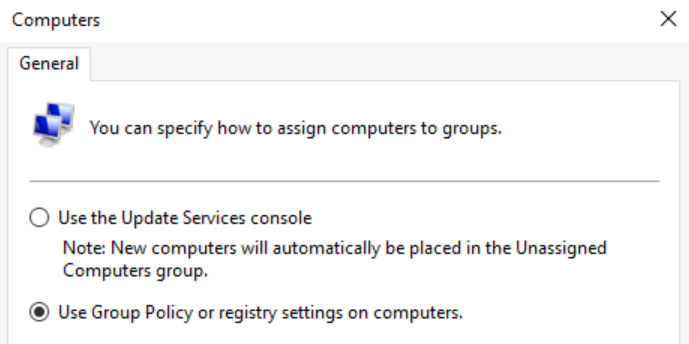 Computers
General
You can specify how to assign computers to groups.
Use the Update Services console
Note: New computers will automatically be placed in the Unassigned
Computers group.
Use Group Policy or registry settings on computers.